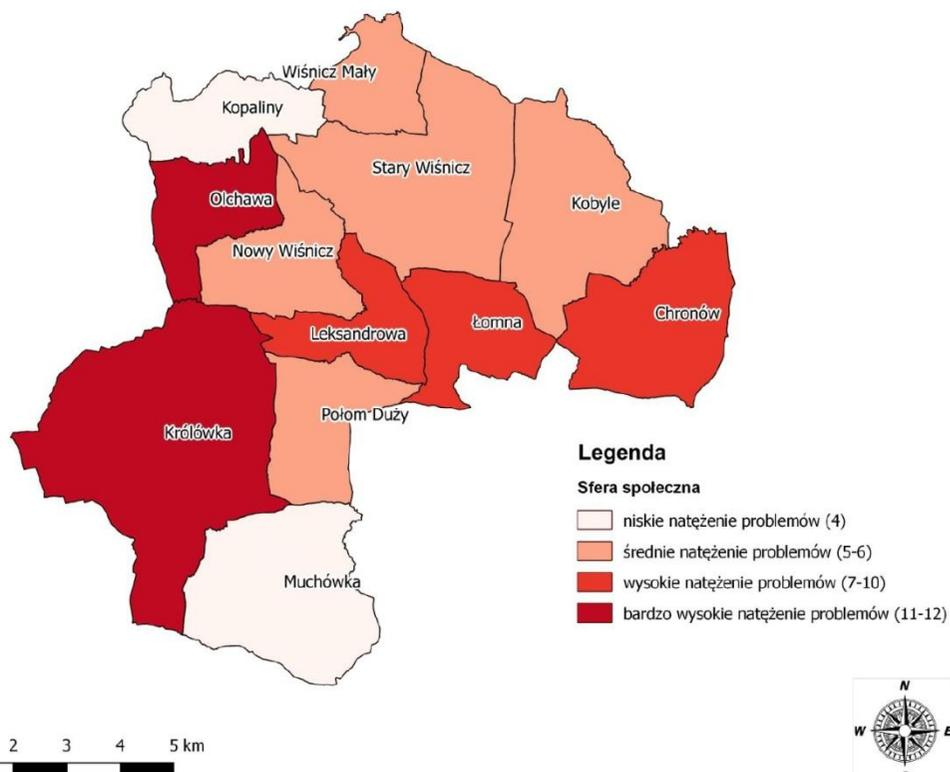 Wiśnicz Mały
Kopaliny
Stary Wiśnicz
Olchawa
Kobyle
Nowy Wiśnicz
Chronów
Łomna
Leksandrowa
Połom Duży
Królówka
Muchówka
Legenda
Sfera społeczna
niskie natężenie problemów (4)
średnie natężenie problemów (5-6)
wysokie natężenie problemów (7-10)
bardzo wysokie natężenie problemów (11-12)
N
W E
2 3 4 5 km